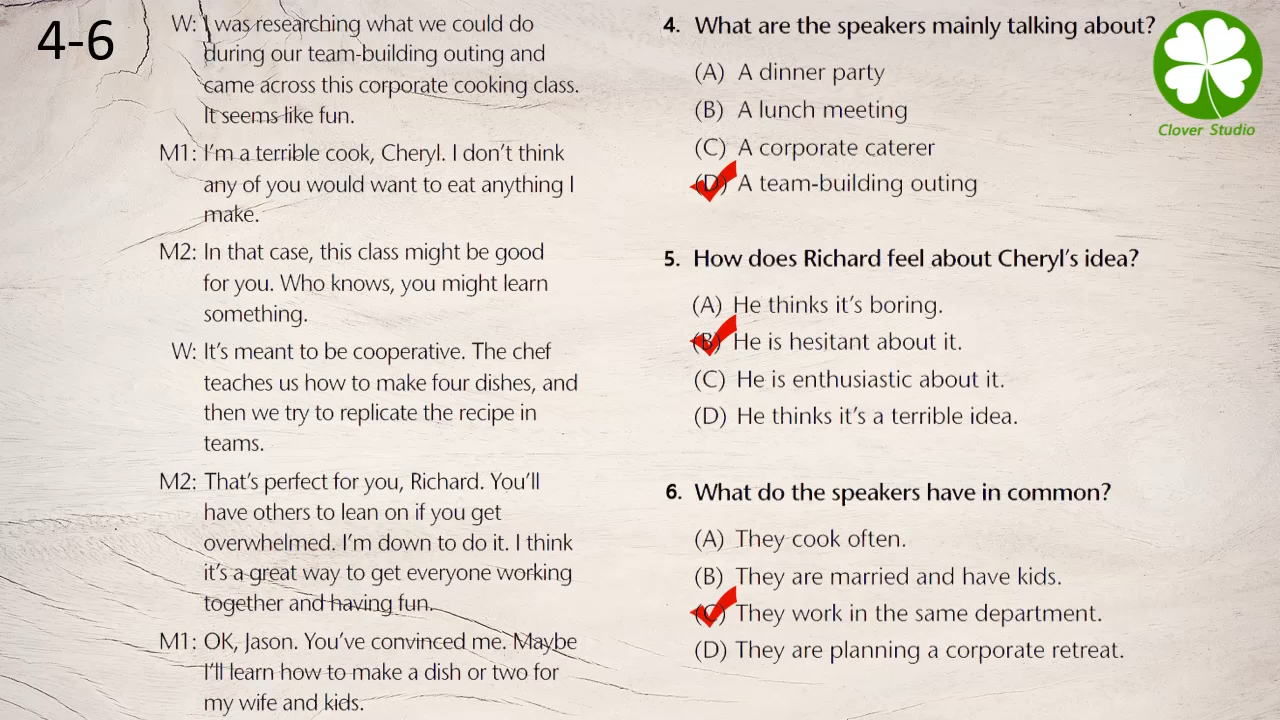 4-6
W: I was researching what we could do
during our team-building outing and
came across this corporate cooking class.
It seems like fun.
M1: I'm a terrible cook, Cheryl. I don't think
any of you would want to eat anything I
make.
M2: In that case, this class might be good
for you. Who knows, you might learn
something.
W: It's meant to be cooperative. The chef
teaches us how to make four dishes, and
then we try to replicate the recipe in
teams.
M2: That's perfect for you, Richard. You'll
have others to lean on if you get
overwhelmed. I'm down to do it. I think
it's a great way to get everyone working
together and having fun.
M1: OK, Jason. You've convinced me. Maybe
I'll learn how to make a dish or two for
my wife and kids.
4. What are the speakers mainly talking about?
(A) A dinner party
(B) A lunch meeting
(C) A corporate caterer
(D) A team-building outing
5. How does Richard feel about Cheryl's idea?
(A) He thinks it's boring.
(B) He is hesitant about it.
(C) He is enthusiastic about it.
(D) He thinks it's a terrible idea.
6. What do the speakers have in common?
(A) They cook often.
(B) They are married and have kids.
(C) They work in the same department.
(D) They are planning a corporate retreat.
Clover Studio